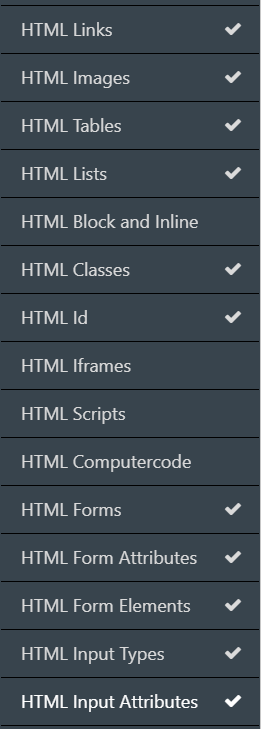 HTML Links
HTML Images
HTML Tables
HTML Lists
HTML Block and Inline
HTML Classes
HTML Id
HTML Iframes
HTML Scripts
HTML Computercode
HTML Forms
HTML Form Attributes
HTML Form Elements
HTML Input Types
HTML Input Attributes